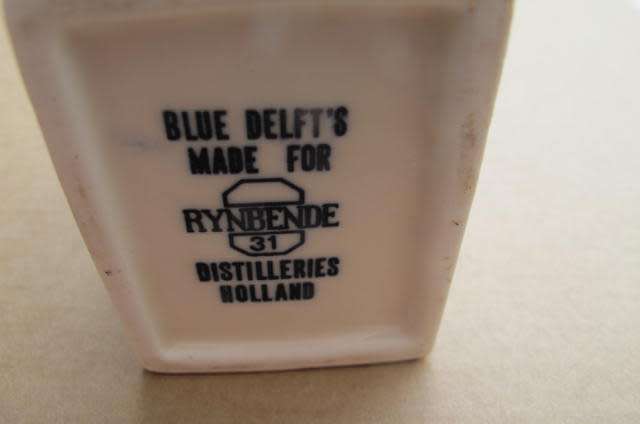 BLUE DELFT'S
MADE FOR
RYNBENDE
31
DISTILLERIES
HOLLAND